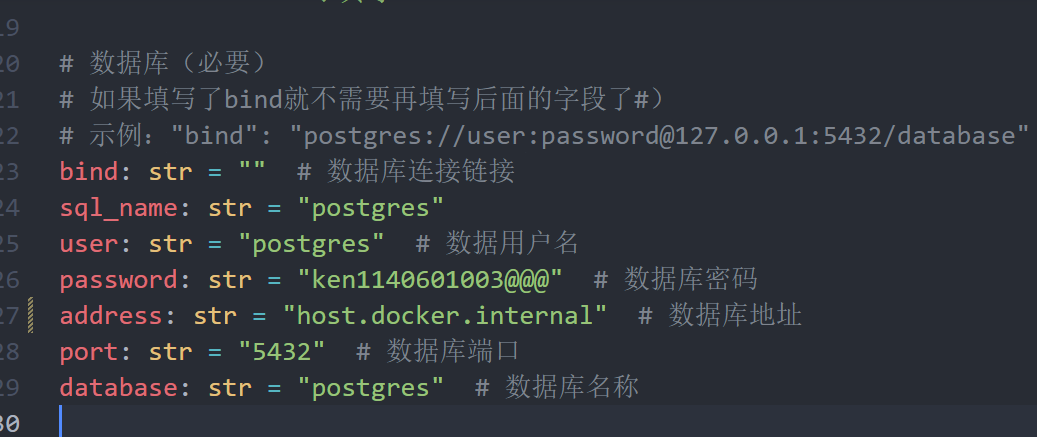 19
20 # 数据库（必要）
21 # 如果填写了bind就不需要再填写后面的字段了#）
22 # 示例："bind": "postgres://user:password@127.0.0.1:5432/database"
23 bind: str = ""  # 数据库连接链接
24 sql_name: str = "postgres"
25 user: str = "postgres"  # 数据用户名
26 password: str = "ken1140601003@@@"  # 数据库密码
27 address: str = "host.docker.internal"  # 数据库地址
28 port: str = "5432"  # 数据库端口
29 database: str = "postgres"  # 数据库名称
30